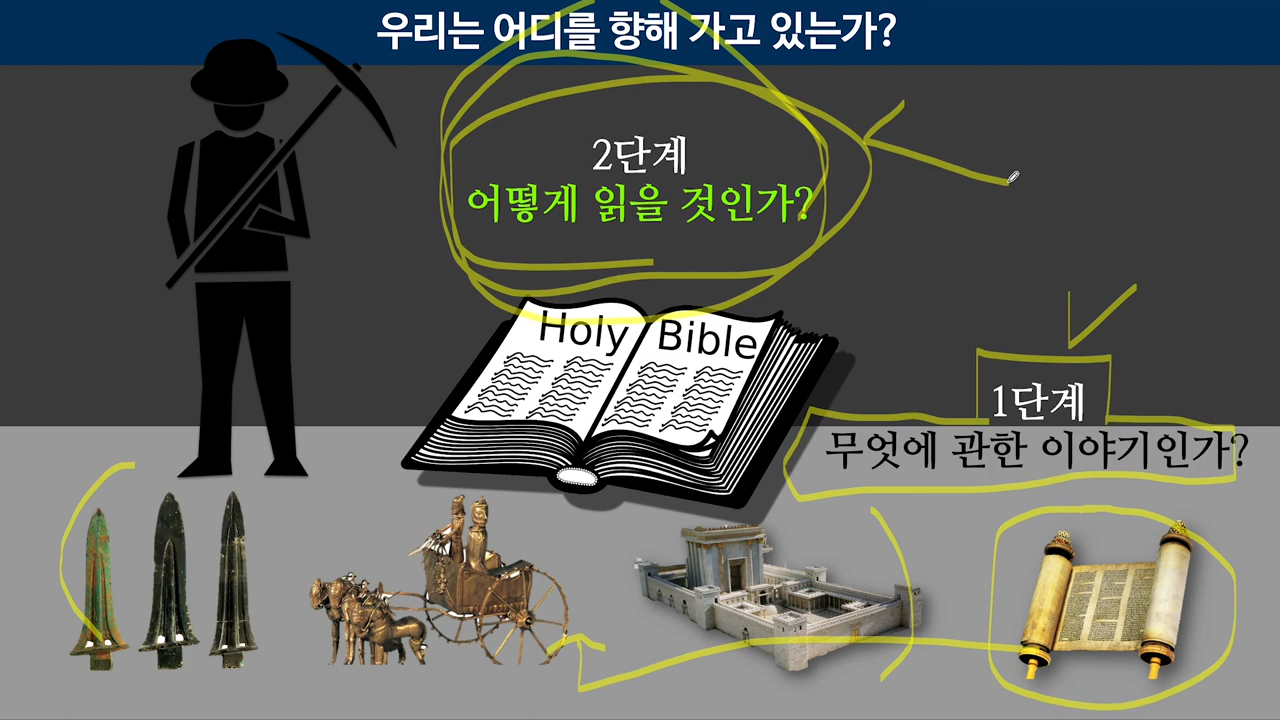 우리는 어디를 향해 가고 있는가?
2단계
어떻게 읽을 것인가?
Holy Bible
1단계
무엇에 관한 이야기인가?